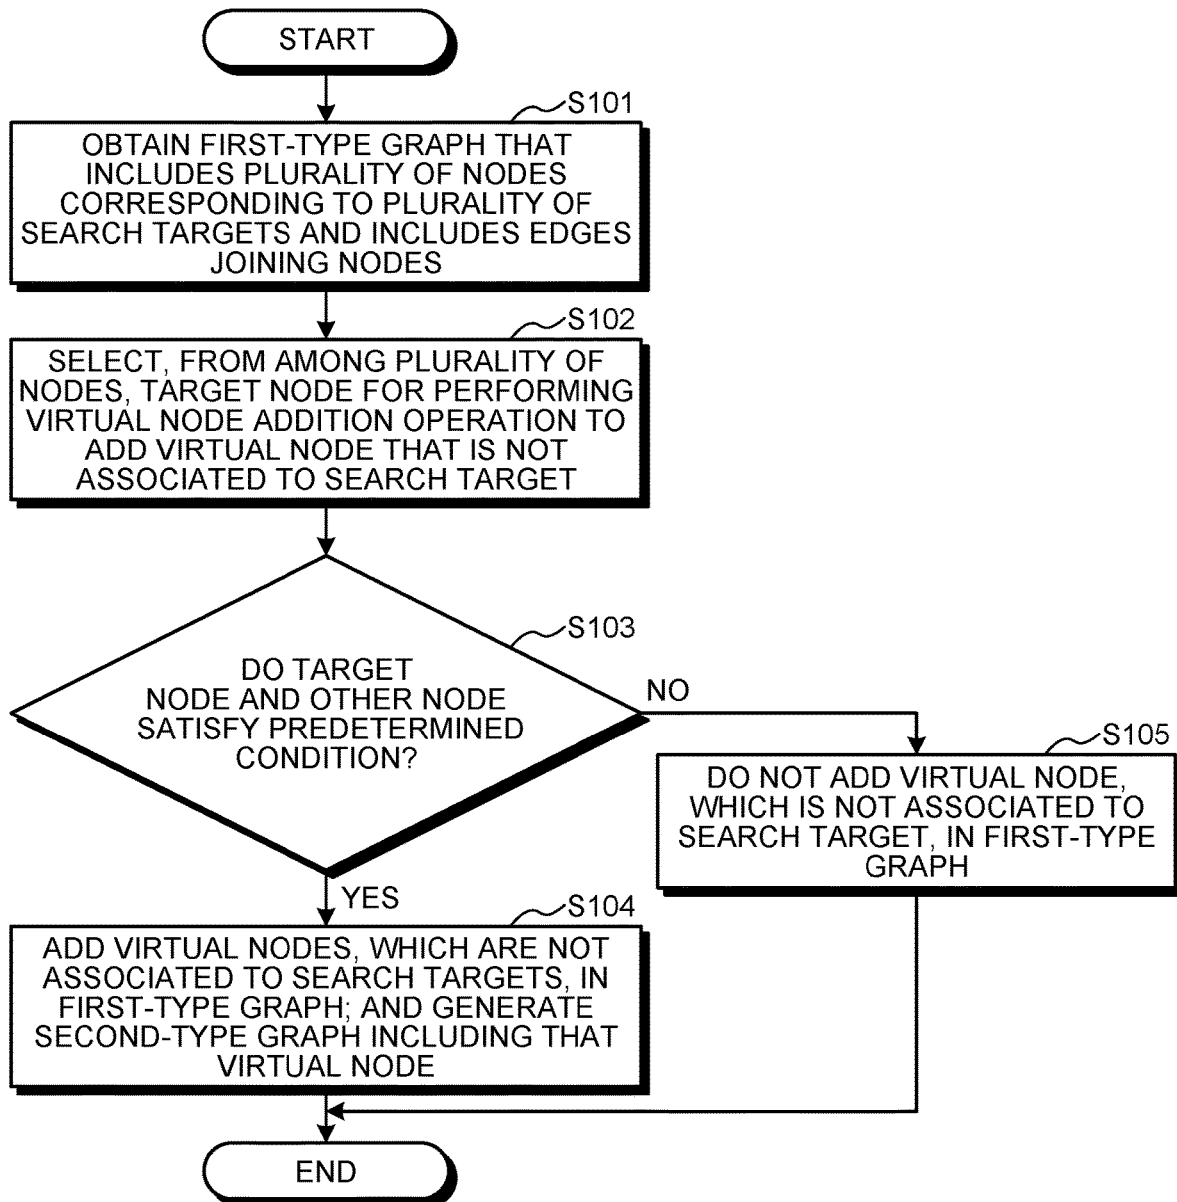 START
S101
OBTAIN FIRST-TYPE GRAPH THAT
INCLUDES PLURALITY OF NODES
CORRESPONDING TO PLURALITY OF
SEARCH TARGETS AND INCLUDES EDGES
JOINING NODES
S102
SELECT, FROM AMONG PLURALITY OF
NODES, TARGET NODE FOR PERFORMING
VIRTUAL NODE ADDITION OPERATION TO
ADD VIRTUAL NODE THAT IS NOT
ASSOCIATED TO SEARCH TARGET
S103
DO TARGET
NODE AND OTHER NODE
SATISFY PREDETERMINED
CONDITION?
NO
S105
DO NOT ADD VIRTUAL NODE,
WHICH IS NOT ASSOCIATED TO
SEARCH TARGET, IN FIRST-TYPE
GRAPH
YES
S104
ADD VIRTUAL NODES, WHICH ARE NOT
ASSOCIATED TO SEARCH TARGETS, IN
FIRST-TYPE GRAPH; AND GENERATE
SECOND-TYPE GRAPH INCLUDING THAT
VIRTUAL NODE
END